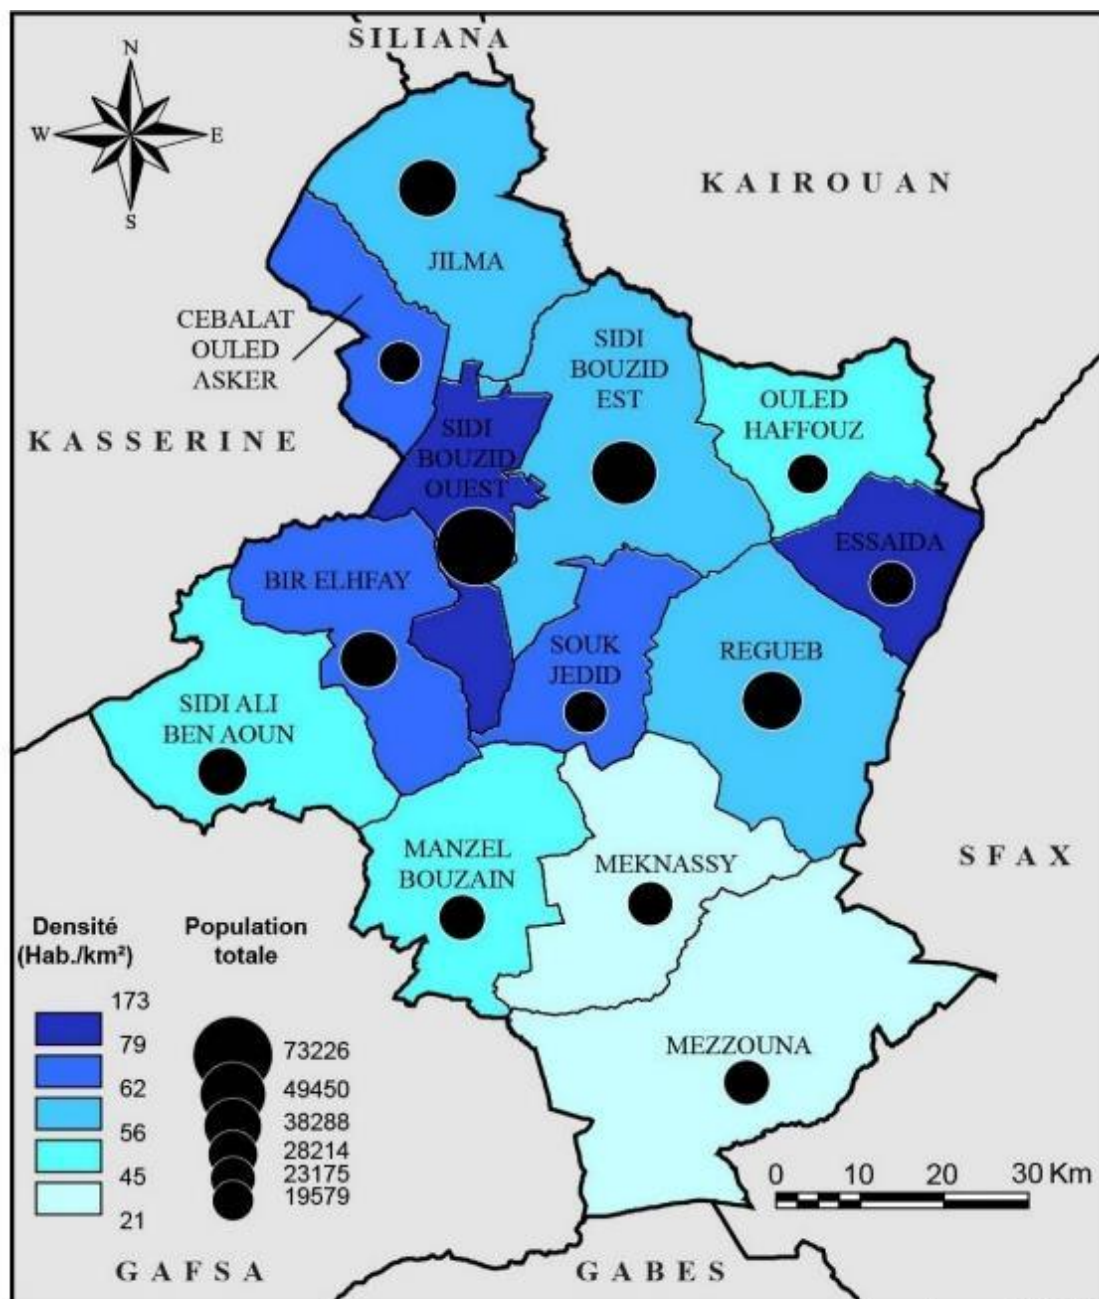 SILIANA
N
W
E
S
KAIROUAN
JILMA
CEBALAT
OULED
ASKER
SIDI
BOUZID
EST
OULED
HAFFOUZ
KASSERINE
SIDI
BOUZID
OUEST
ESSAIDA
BIR ELHFAY
SOUK
JEDID
REGUEB
SIDI ALI
BEN AOUN
MANZEL
BOUZAIN
MEKNASSY
SFAX
MEZZOUNA
Densité
(Hab./km²)
173
79
62
56
45
21
Population
totale
73226
49450
38288
28214
23175
19579
0 10 20 30 Km
GAFSA
GABES